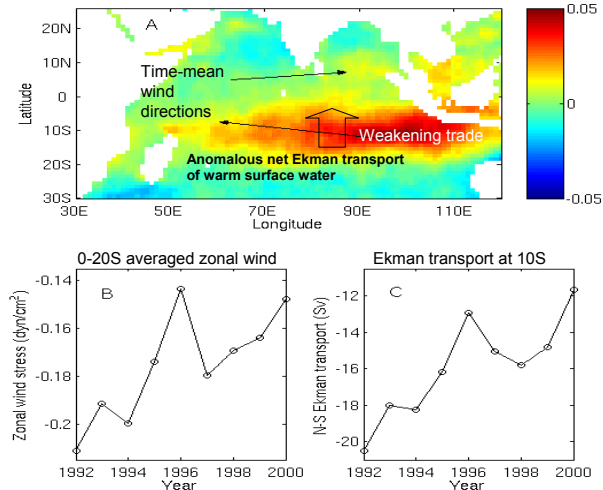 A
0.05
20N
10N
0
10S
20S
30S
Latitude
Time-mean
wind
directions
Weakening trade
Anomalous net Ekman transport
of warm surface water
0
-0.05
30E 50E 70E 90E 110E
Longitude
0-20S averaged zonal wind
B
-0.14
-0.16
-0.18
-0.2
Zonal wind stress (dyn/cm²)
1992 1994 1996 1998 2000
Year
Ekman transport at 10S
C
-12
-14
-16
-18
-20
N-S Ekman transport (Sv)
1992 1994 1996 1998 2000
Year